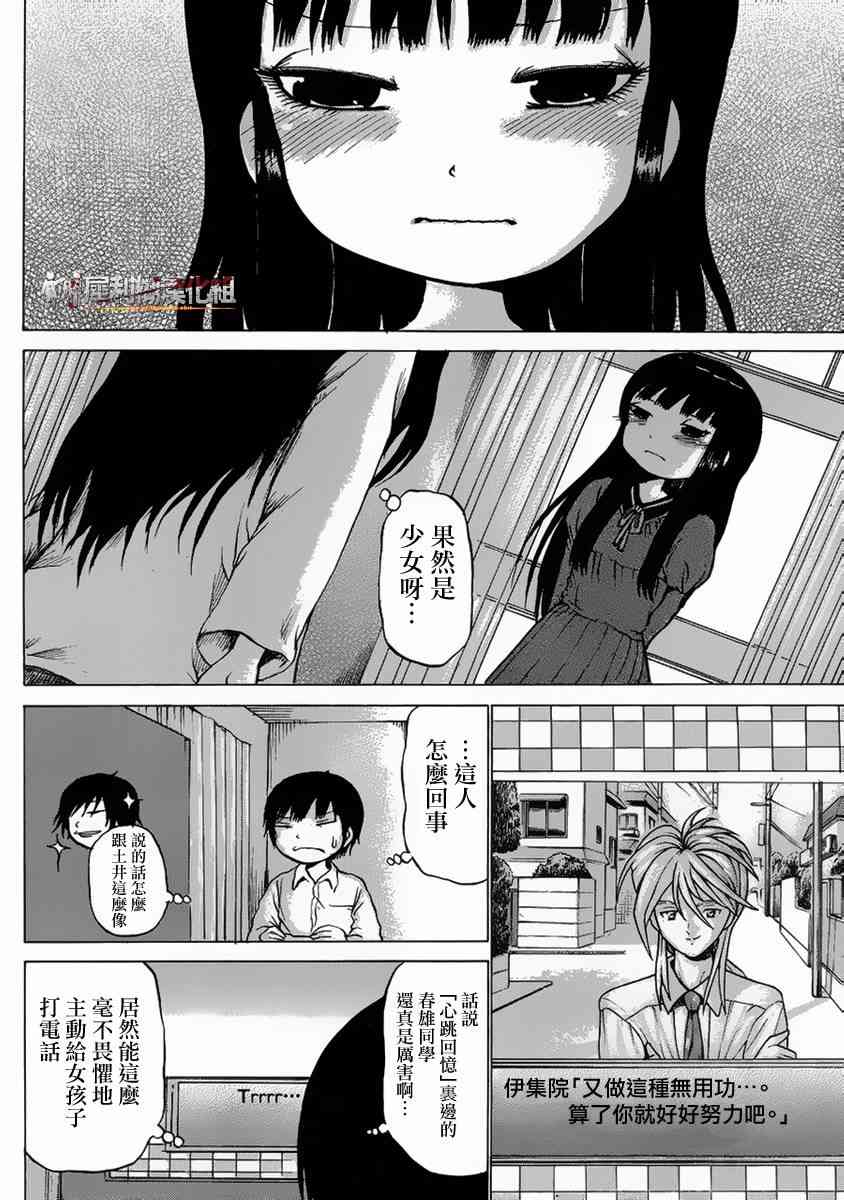 果然是
少女呀…
伊集院「又做這種無用功…。
算了你就好好努力吧。」
…這人
怎麼回事
說的話怎麼
跟土井這麼像
話說
「心跳回憶」裏邊的
春雄同學
還真是厲害啊…
Trrrr…
居然能這麼
毫不畏懼地
主動給女孩子
打電話